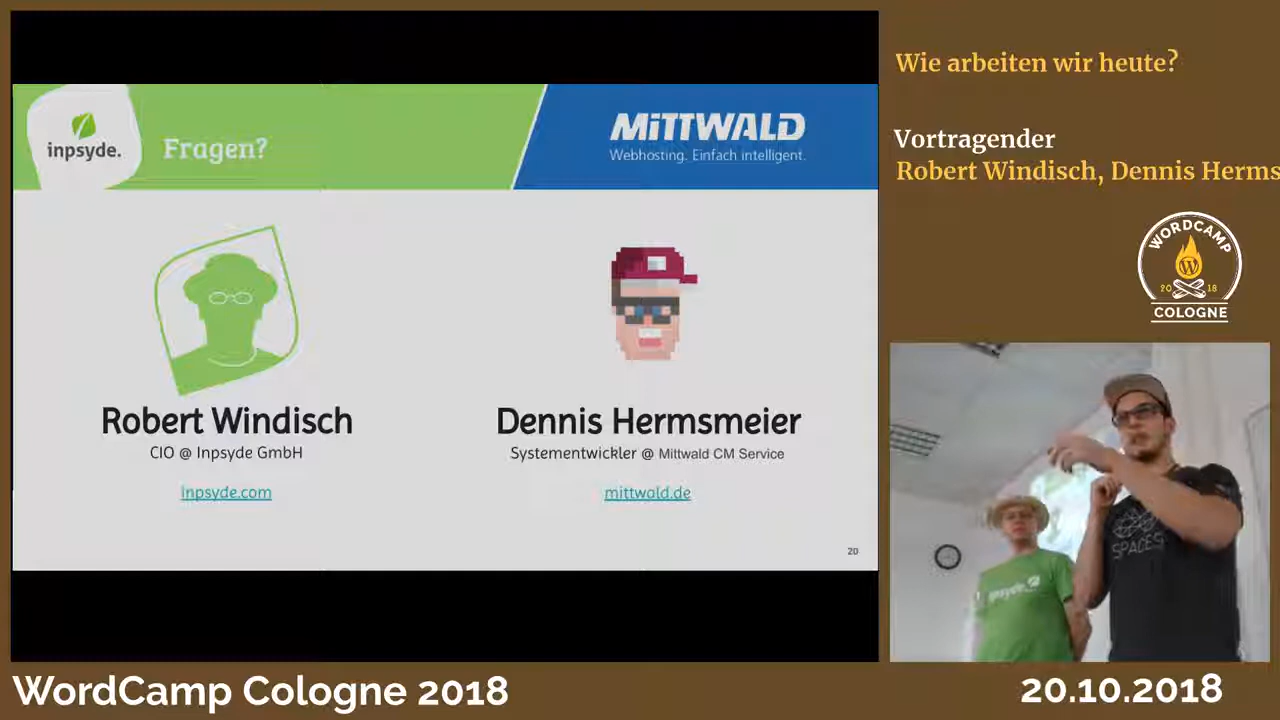 inpsyde.
Fragen?
MiTTWALD
Webhosting. Einfach intelligent.
Robert Windisch
CIO @ Inpsyde GmbH
inpsyde.com
Dennis Hermsmeier
Systementwickler @ Mittwald CM Service
mittwald.de
20
Wie arbeiten wir heute?
Vortragender
Robert Windisch, Dennis Herms
WORDCAMP
20 18
COLOGNE
SPACES
inpsyde.
WordCamp Cologne 2018
20.10.2018